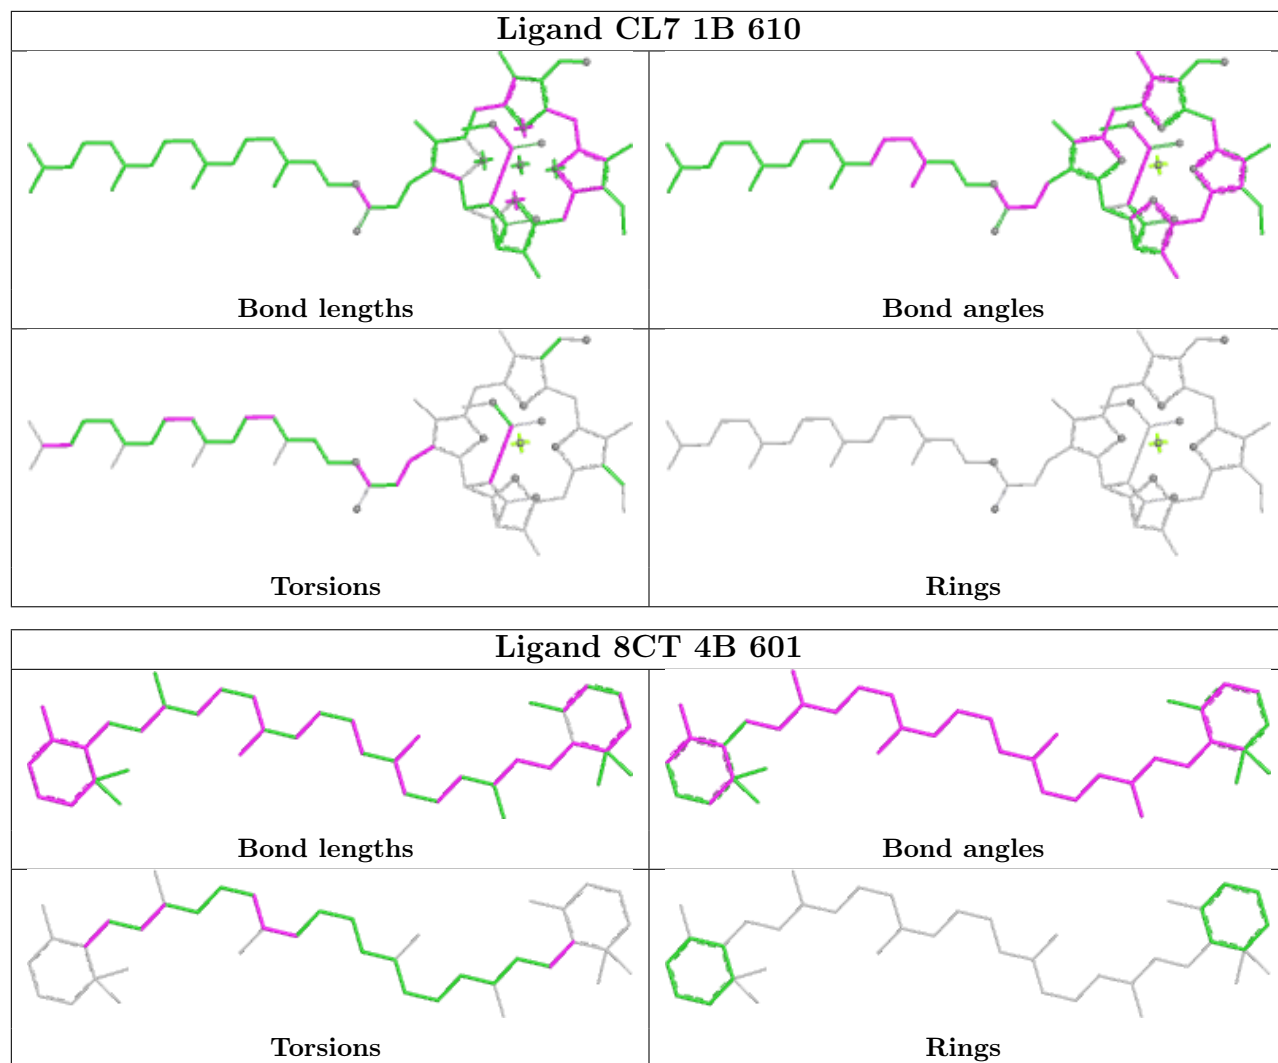 Ligand CL7 1B 610
Bond lengths
Bond angles
Torsions
Rings
Ligand 8CT 4B 601
Bond lengths
Bond angles
Torsions
Rings